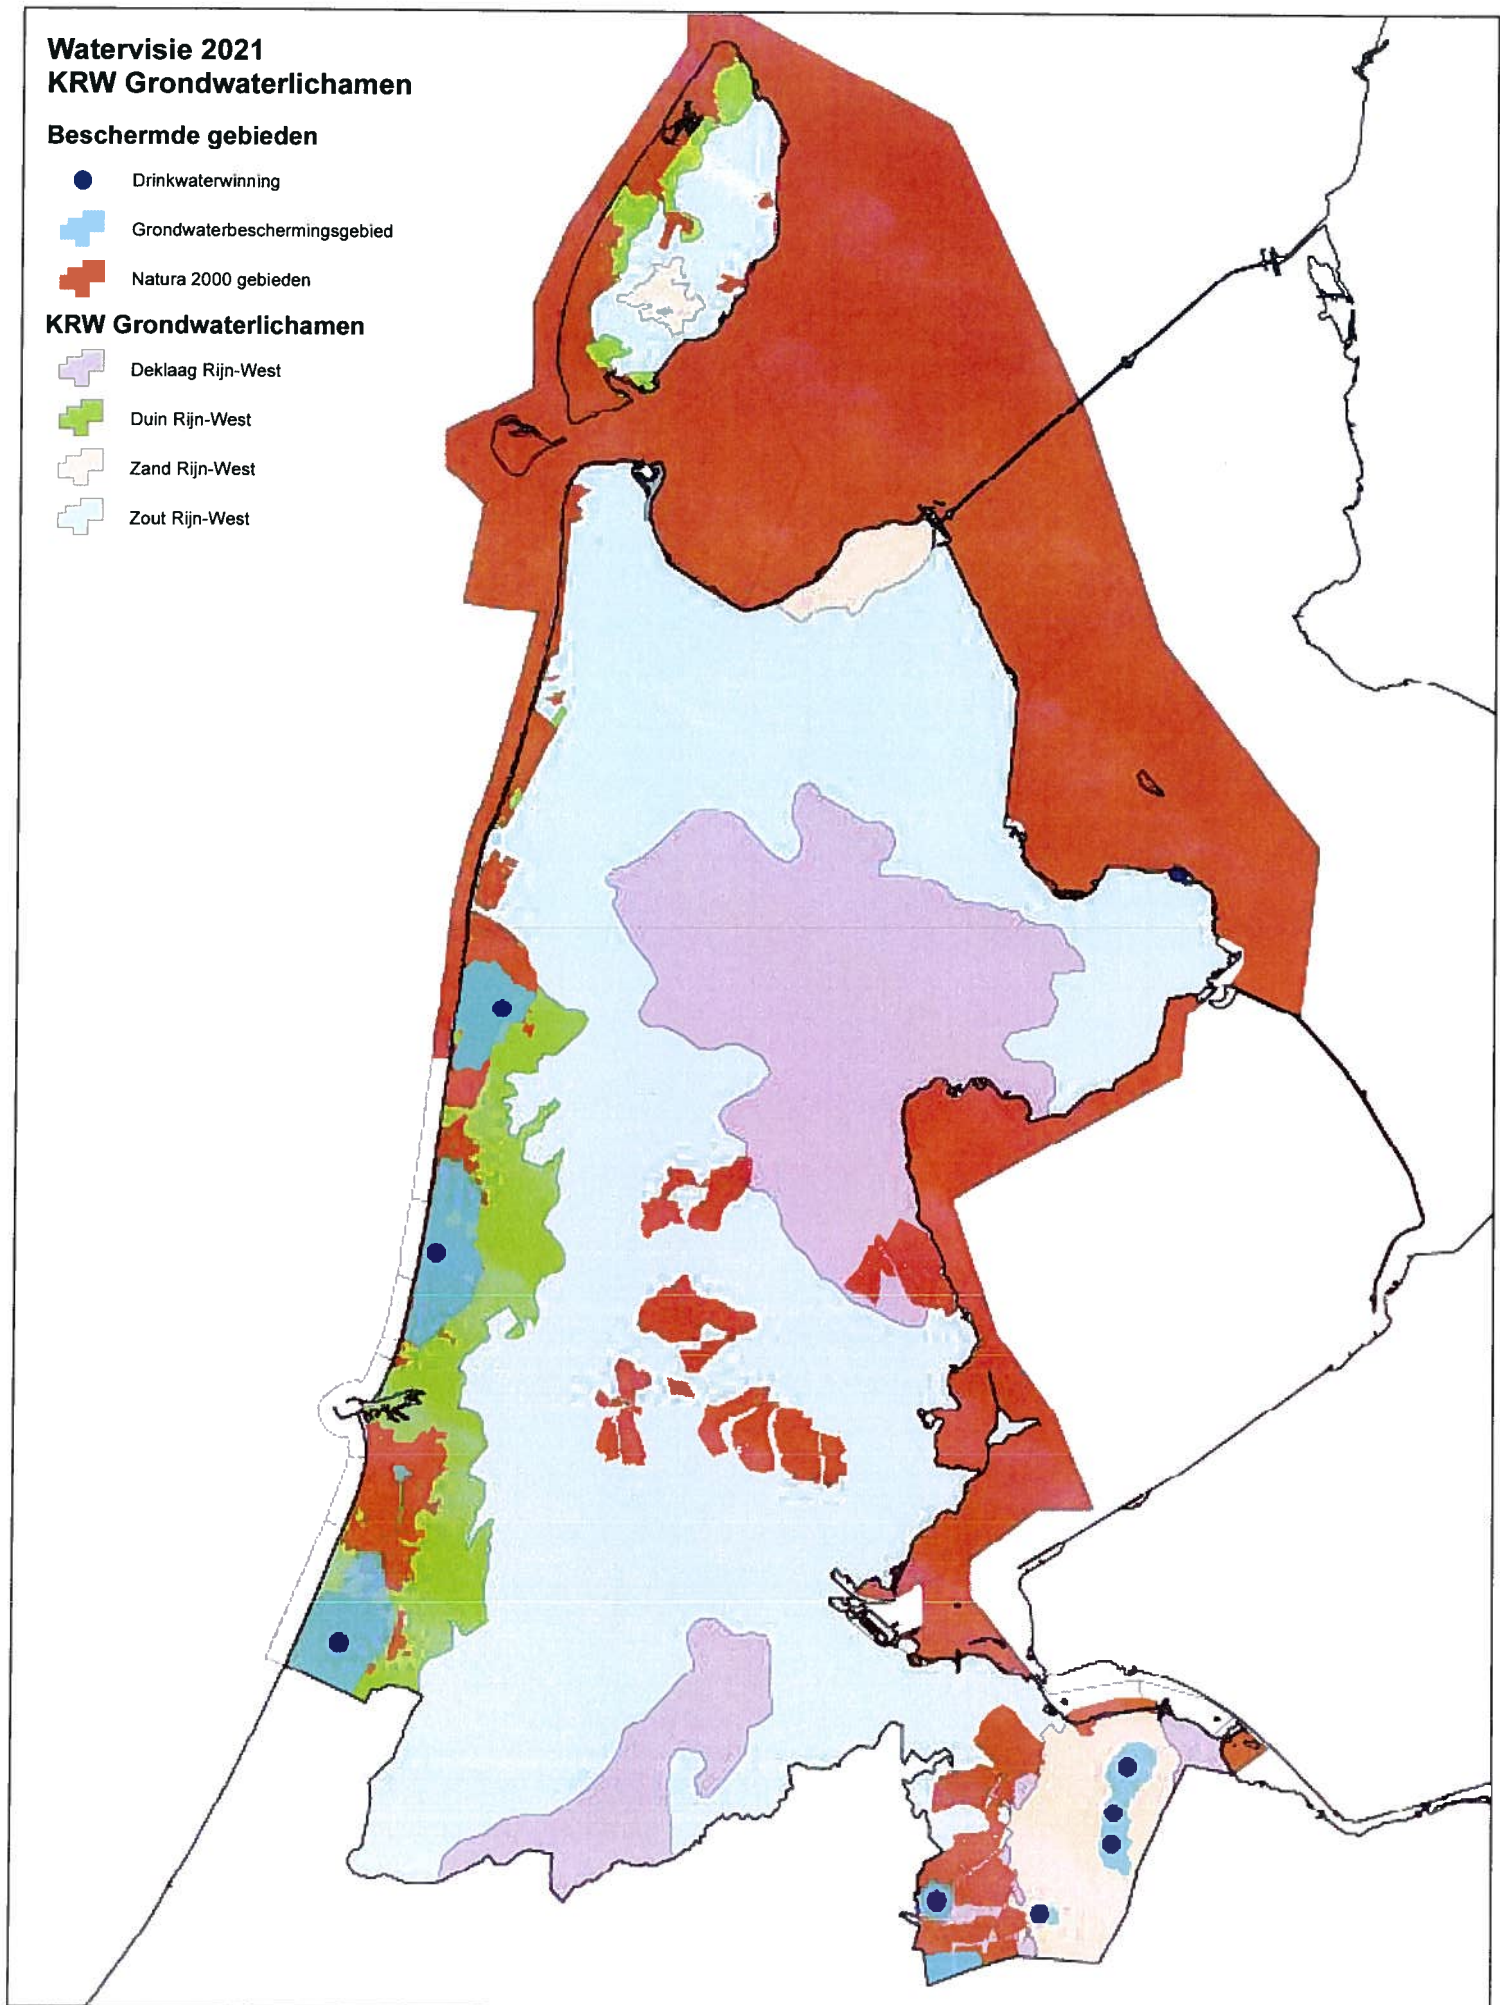 Watervisie 2021
KRW Grondwaterlichamen
Beschermde gebieden
Drinkwaterwinning
Grondwaterbeschermingsgebied
Natura 2000 gebieden
KRW Grondwaterlichamen
Deklaag Rijn-West
Duin Rijn-West
Zand Rijn-West
Zout Rijn-West